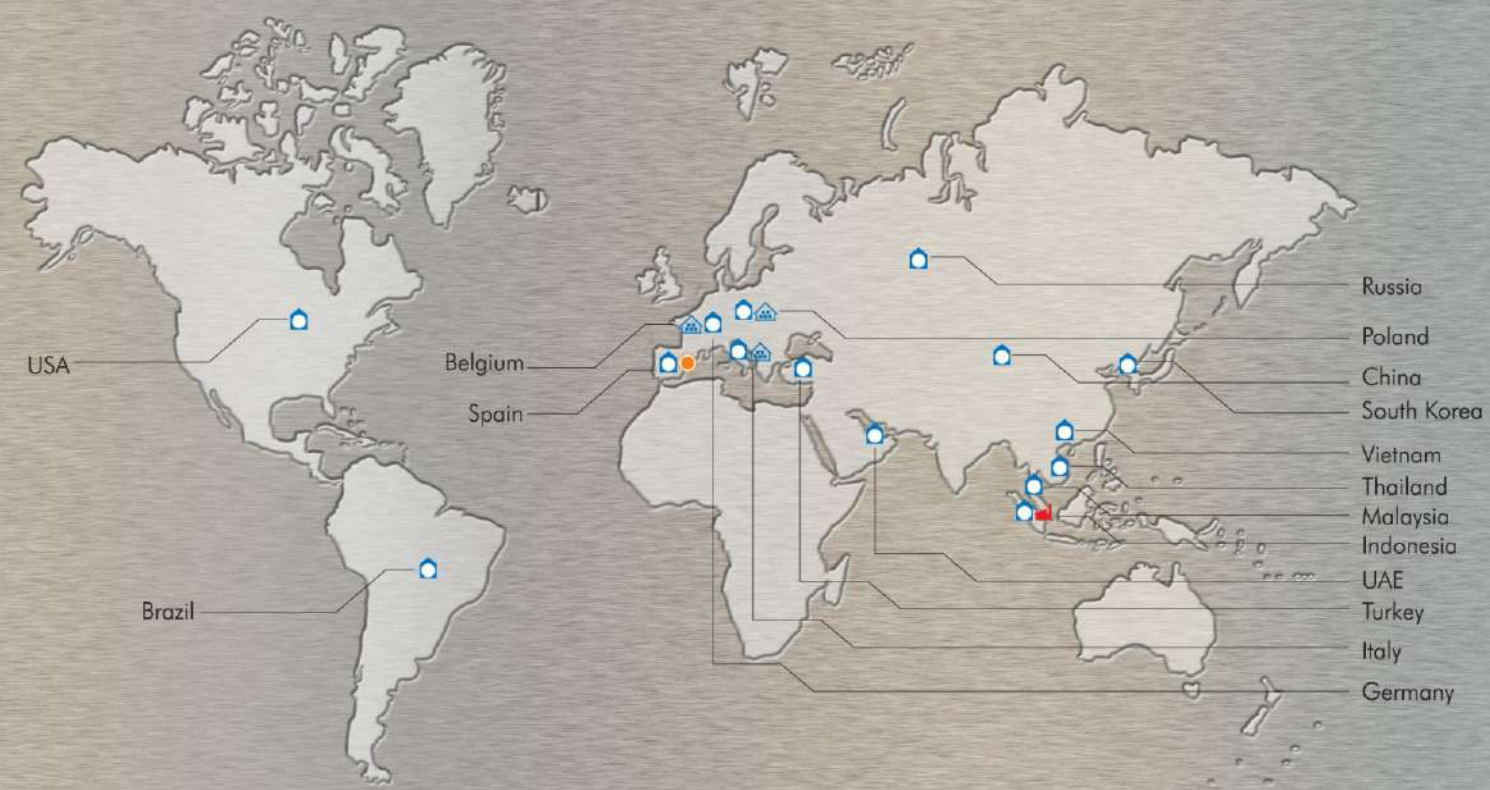 Russia
Poland
USA
Belgium
China
South Korea
Spain
Vietnam
Thailand
Malaysia
Indonesia
UAE
Brazil
Turkey
Italy
Germany